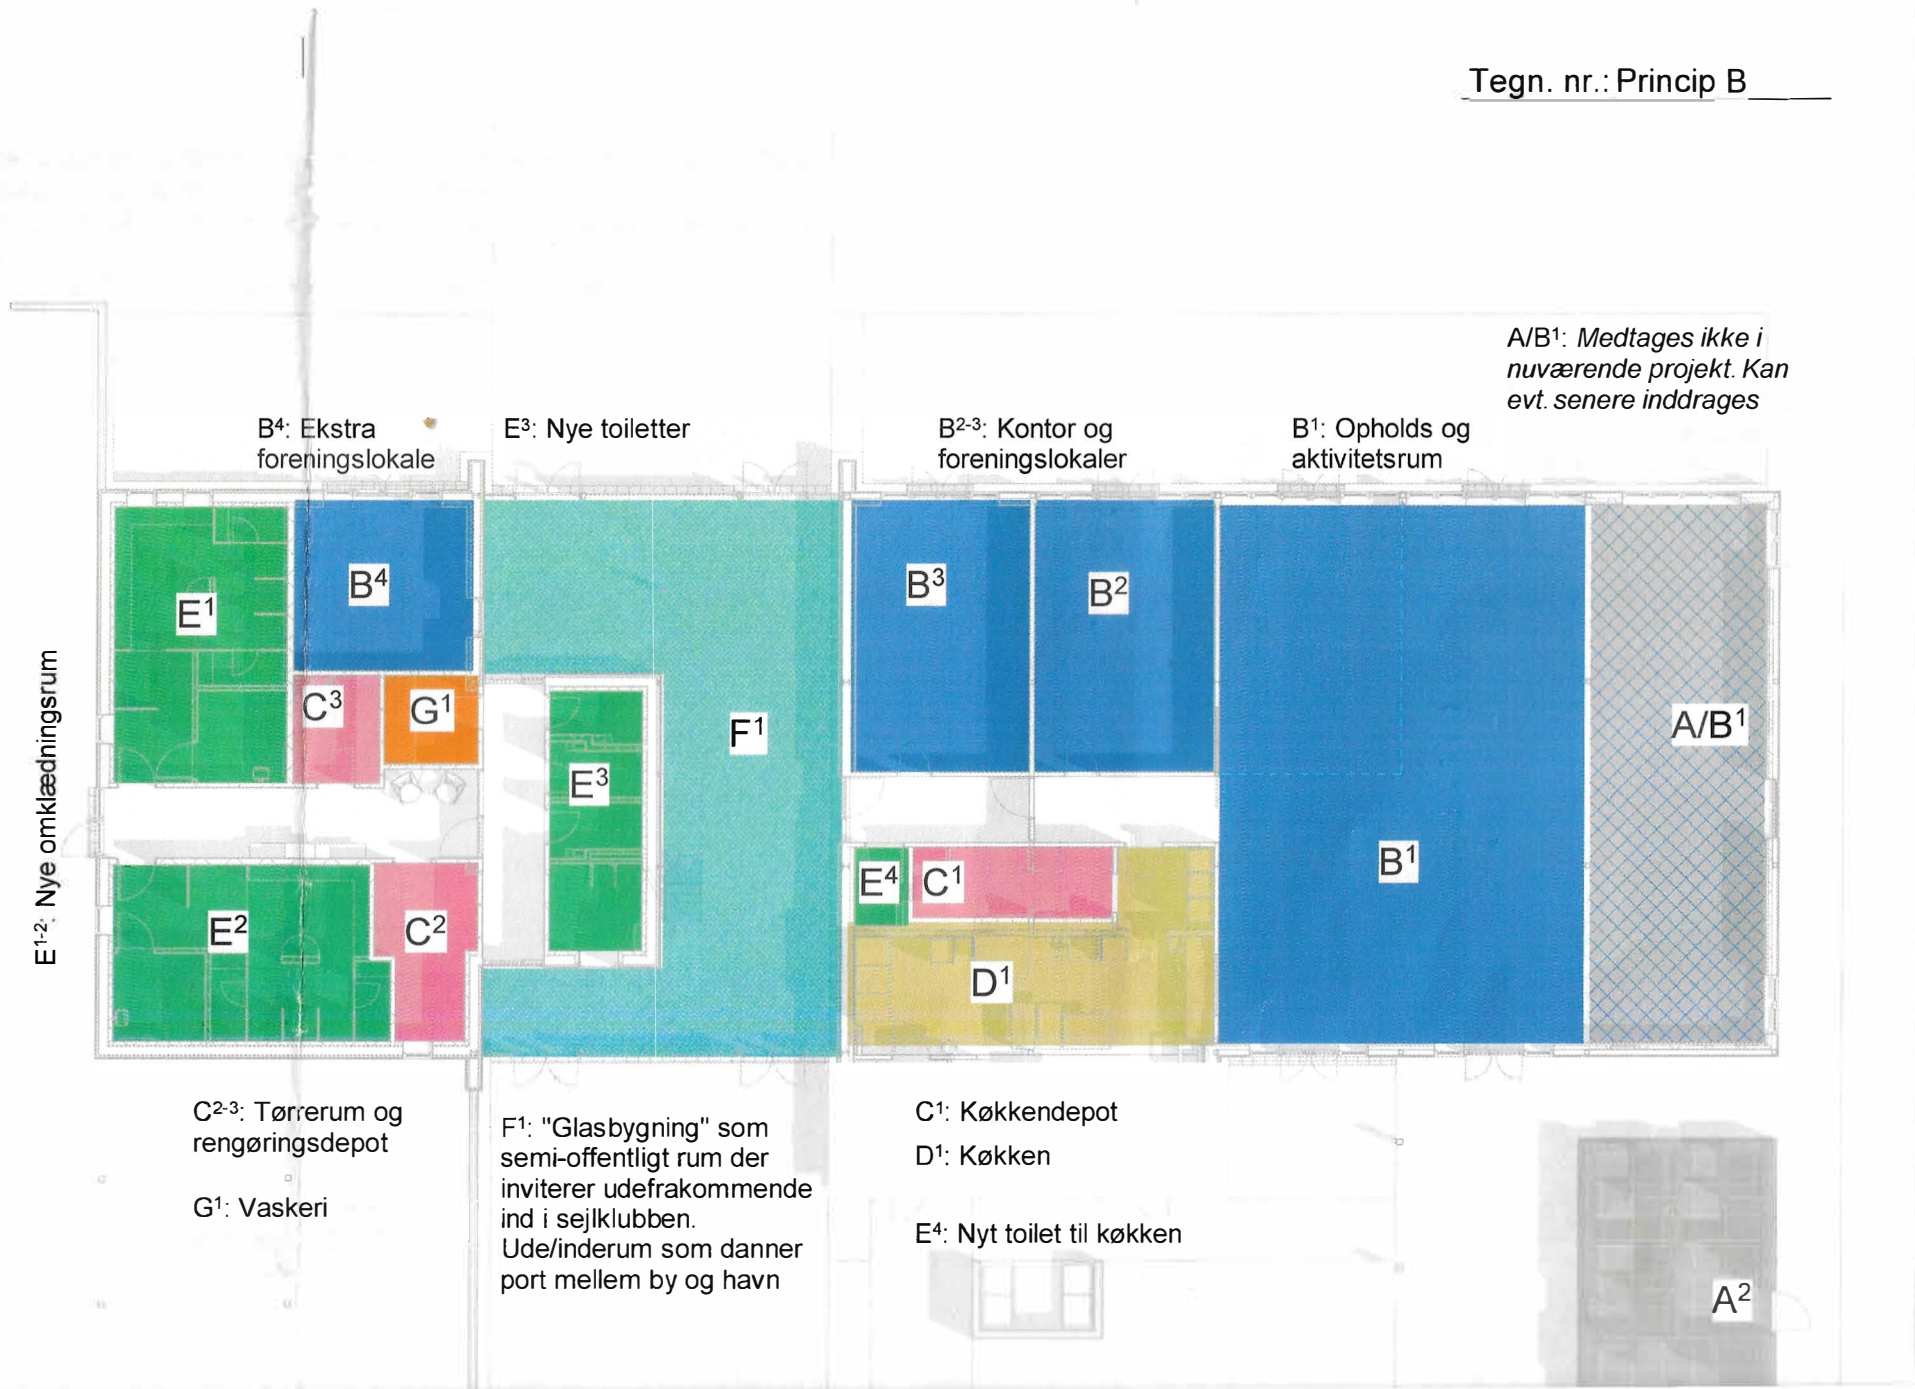 Tegn. nr.: Princip B
A/B¹: Medtages ikke i
nuværende projekt. Kan
evt. senere inddrages
B⁴: Ekstra
foreningslokale
E³: Nye toiletter
B²⁻³: Kontor og
foreningslokaler
B¹: Opholds og
aktivitetsrum
E¹
B⁴
B³
B²
C³
G¹
F¹
A/B¹
E³
E¹⁻²: Nye omklædningsrum
E²
C²
E⁴
C¹
B¹
D¹
C²⁻³: Tørrerum og
rengøringsdepot
G¹: Vaskeri
F¹: "Glasbygning" som
semi-offentligt rum der
inviterer udefrakommende
ind i sejlklubben.
Ude/inderum som danner
port mellem by og havn
C¹: Køkkendepot
D¹: Køkken
E⁴: Nyt toilet til køkken
A²